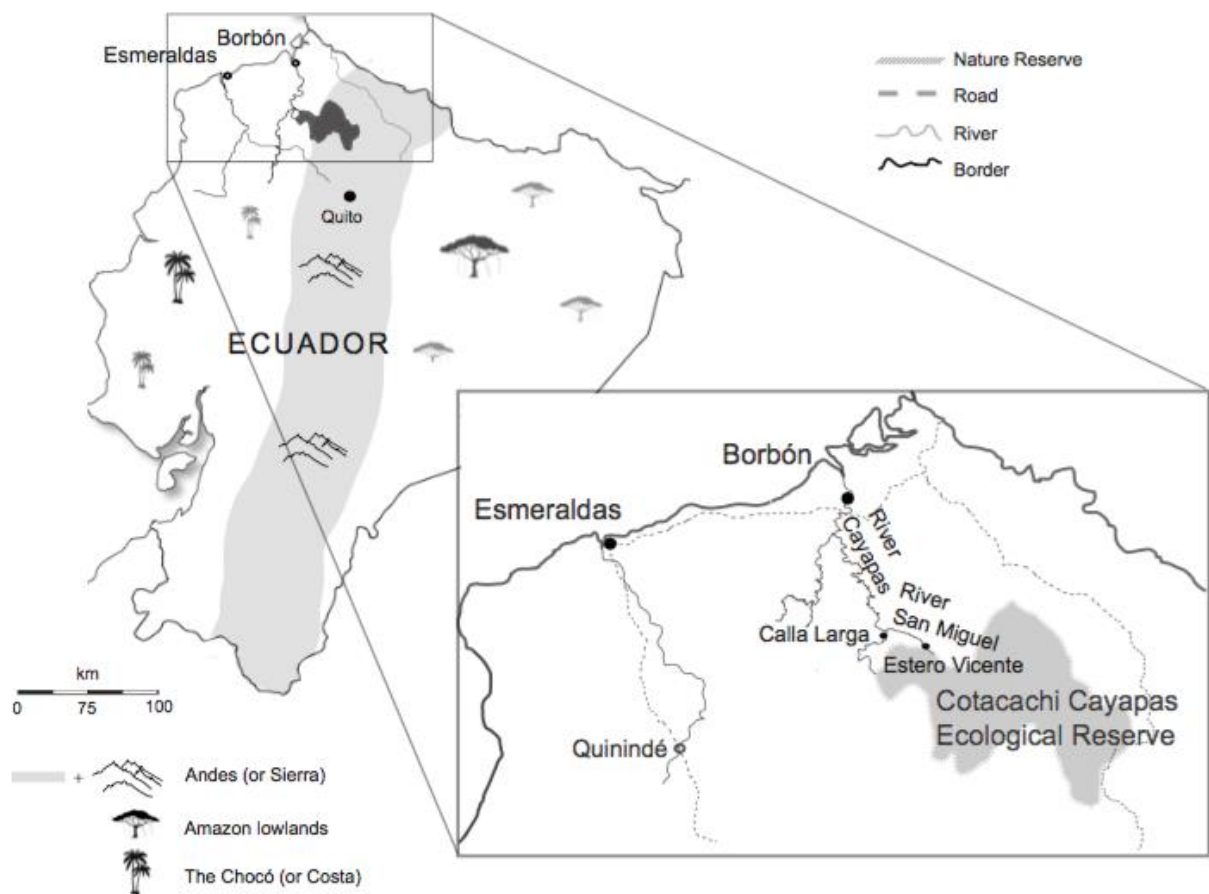 Borbón
Esmeraldas
Nature Reserve
Road
River
Border
Quito
ECUADOR
Borbón
Esmeraldas
River
Cayapas
River
San Miguel
Calla Larga
Estero Vicente
Cotacachi Cayapas
Ecological Reserve
Quinindé
km
0 75 100
+ Andes (or Sierra)
Amazon lowlands
The Chocó (or Costa)